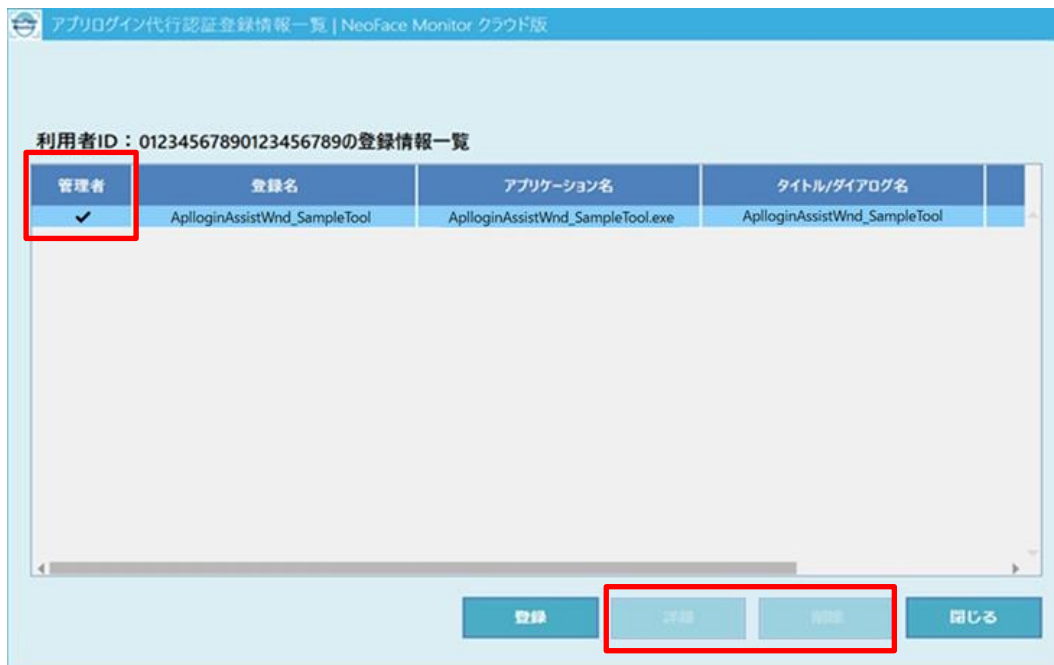 アプリログイン代行認証登録情報一覧 | NeoFace Monitor クラウド版
利用者ID：01234567890123456789の登録情報一覧
管理者 登録名 アプリケーション名 タイトル/ダイアログ名
✔ AplloginAssistWnd_SampleTool AplloginAssistWnd_SampleTool.exe AplloginAssistWnd_SampleTool
登録 詳細 削除 閉じる